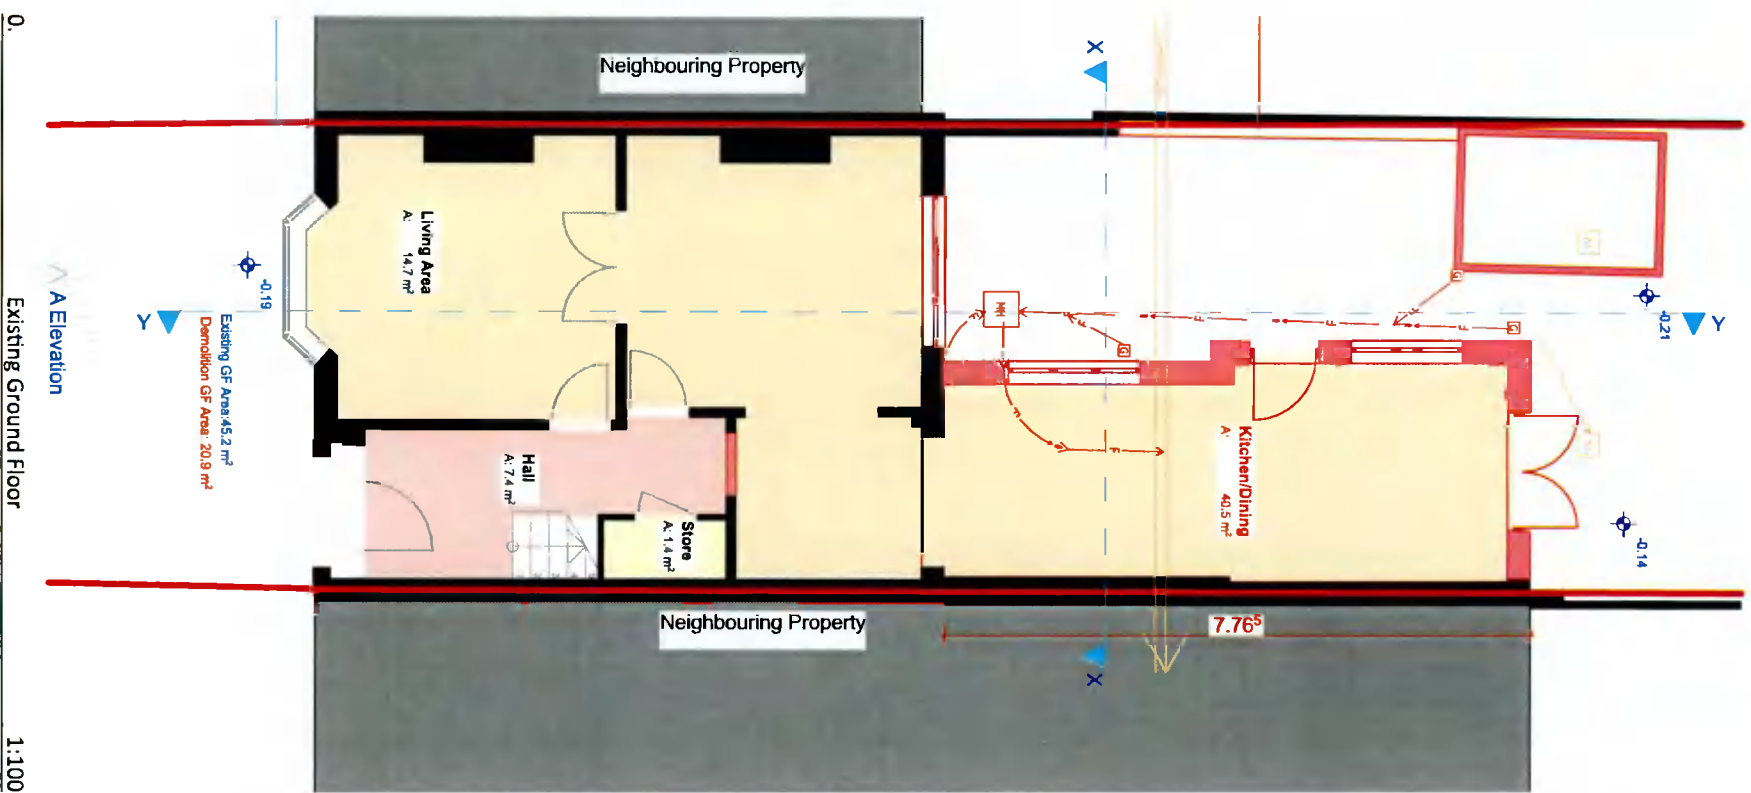 Neighbouring Property
X
Living Area
A: 14.7 m²
-0.19
Y
Existing GF Area:45.2 m²
Demolition GF Area: 20.9 m²
A Elevation
Hall
A: 7.4 m²
Store
A: 1.4 m²
MH
F
F
F
F
F
F
F
F
G
G
G
Kitchen/Dining
A: 40.5 m²
-0.21
Y
-0.14
Neighbouring Property
7.76⁵
X
0.
Existing Ground Floor
1:100